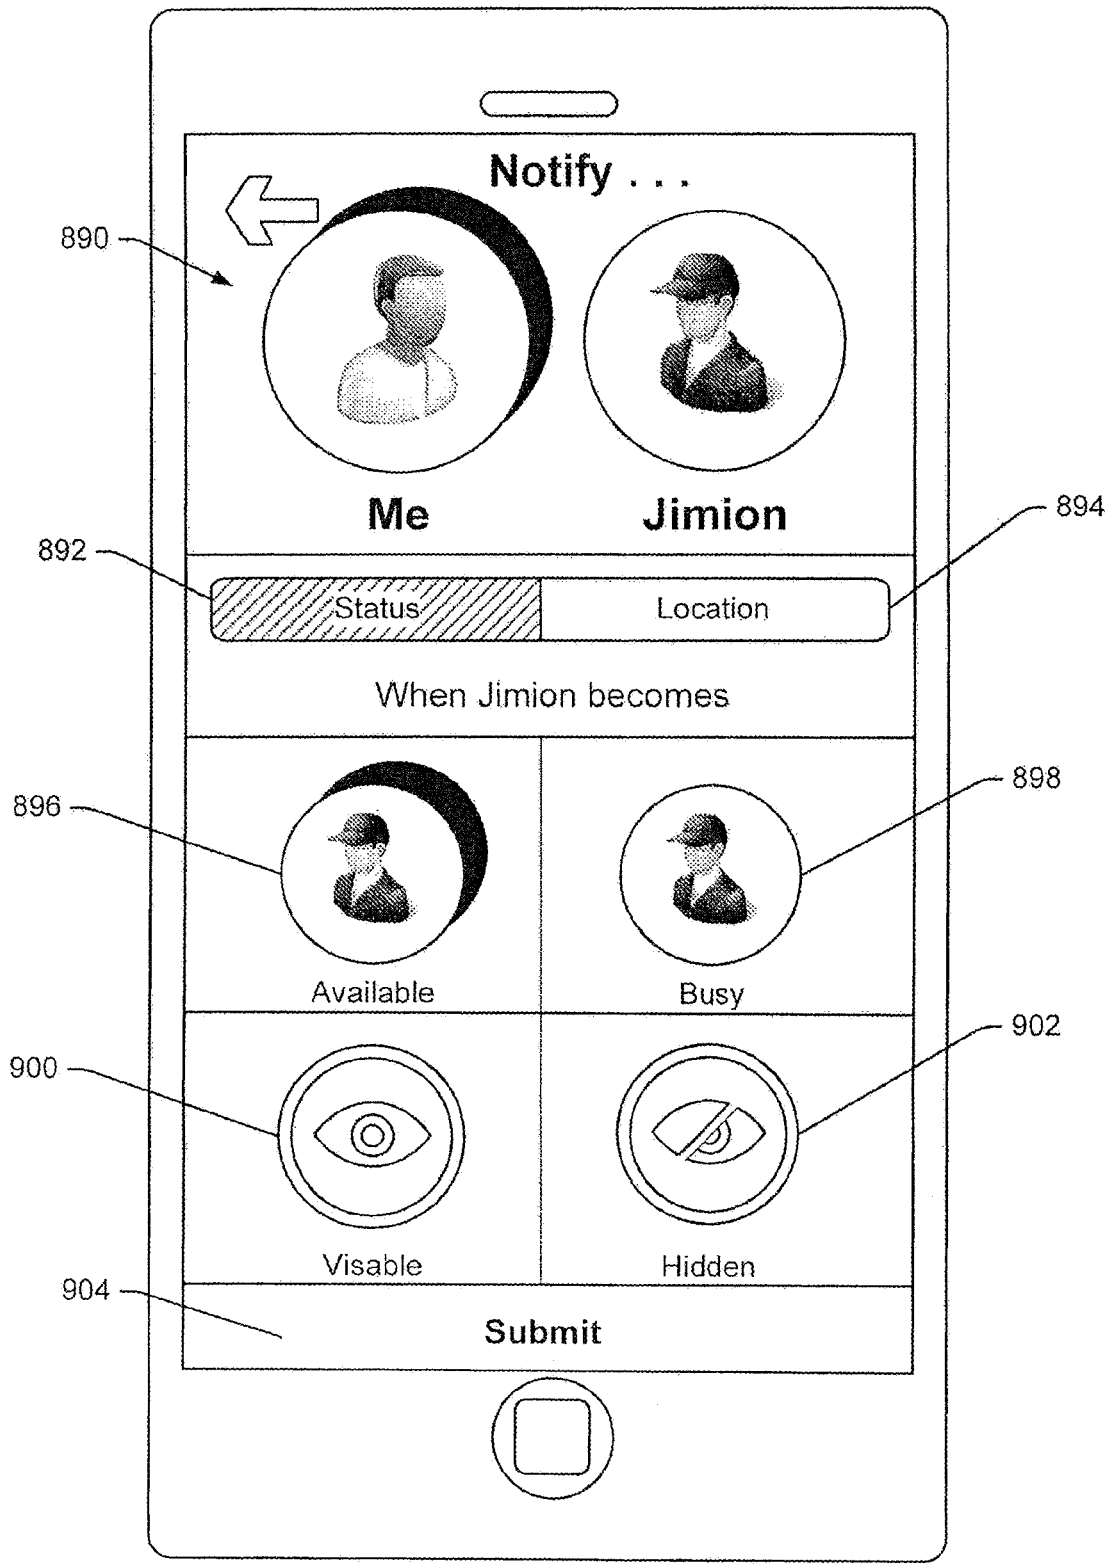 Notify . . .
890
Me Jimion
894
892
Status Location
When Jimion becomes
896
898
Available Busy
900
902
Visable Hidden
904
Submit